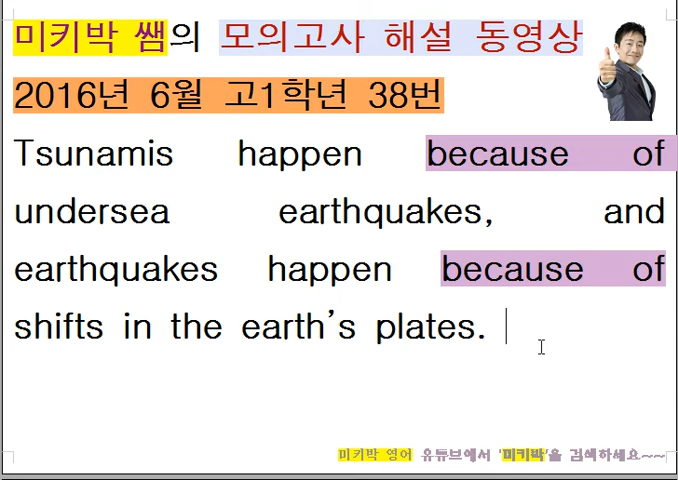 미키박 쌤의 모의고사 해설 동영상
2016년 6월 고1학년 38번
Tsunamis happen because of
undersea earthquakes, and
earthquakes happen because of
shifts in the earth's plates.
미키박 영어 유튜브에서 '미키박'을 검색하세요~~